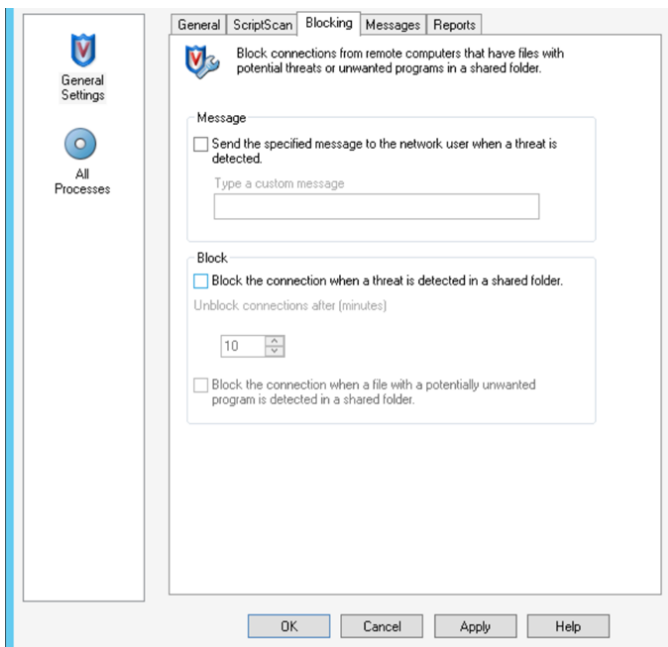 General
Settings
All
Processes
General ScriptScan Blocking Messages Reports
Block connections from remote computers that have files with
potential threats or unwanted programs in a shared folder.
Message
Send the specified message to the network user when a threat is
detected.
Type a custom message
Block
Block the connection when a threat is detected in a shared folder.
Unblock connections after (minutes)
10
Block the connection when a file with a potentially unwanted
program is detected in a shared folder.
OK Cancel Apply Help